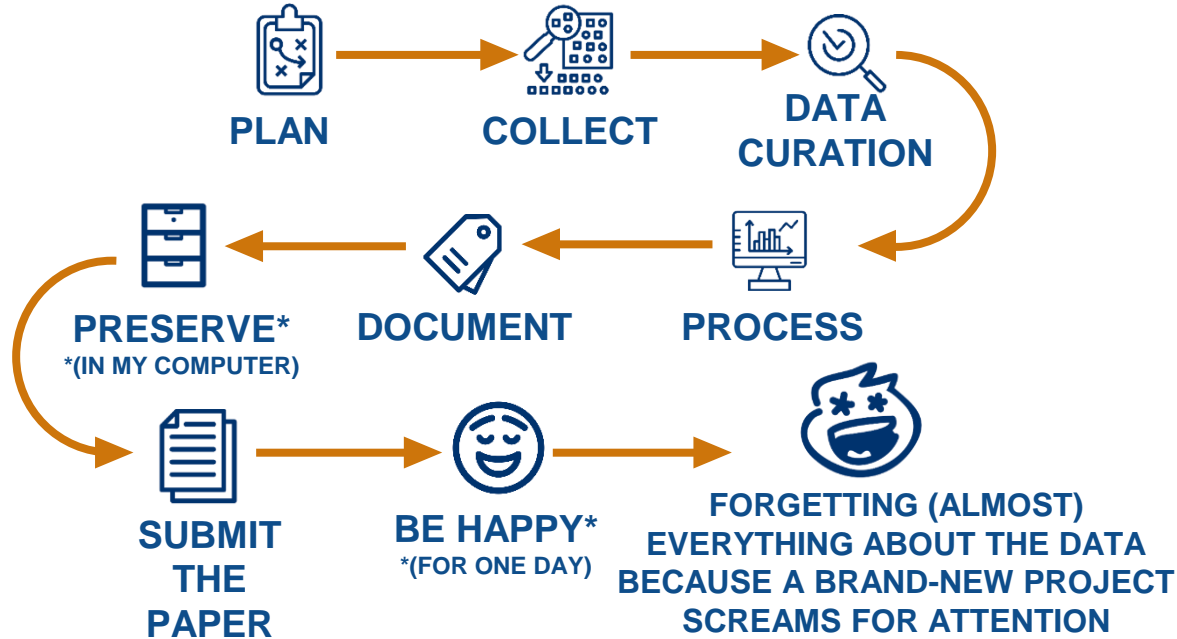 PLAN
COLLECT
DATA
CURATION
PROCESS
DOCUMENT
PRESERVE*
*(IN MY COMPUTER)
SUBMIT
THE
PAPER
BE HAPPY*
*(FOR ONE DAY)
FORGETTING (ALMOST)
EVERYTHING ABOUT THE DATA
BECAUSE A BRAND-NEW PROJECT
SCREAMS FOR ATTENTION